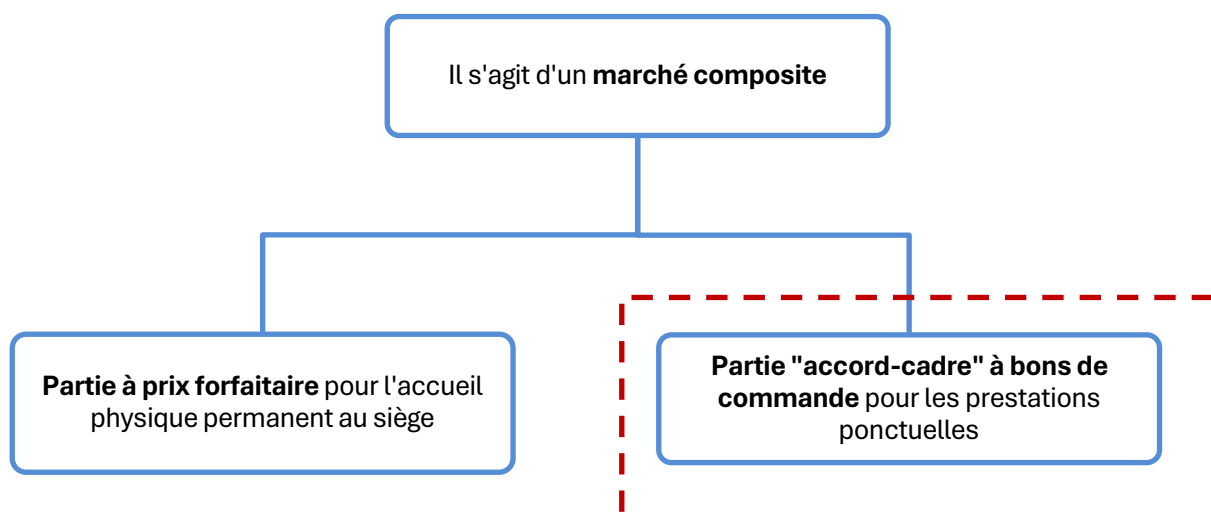 Il s'agit d'un marché composite
Partie à prix forfaitaire pour l'accueil
physique permanent au siège
Partie "accord-cadre" à bons de
commande pour les prestations
ponctuelles